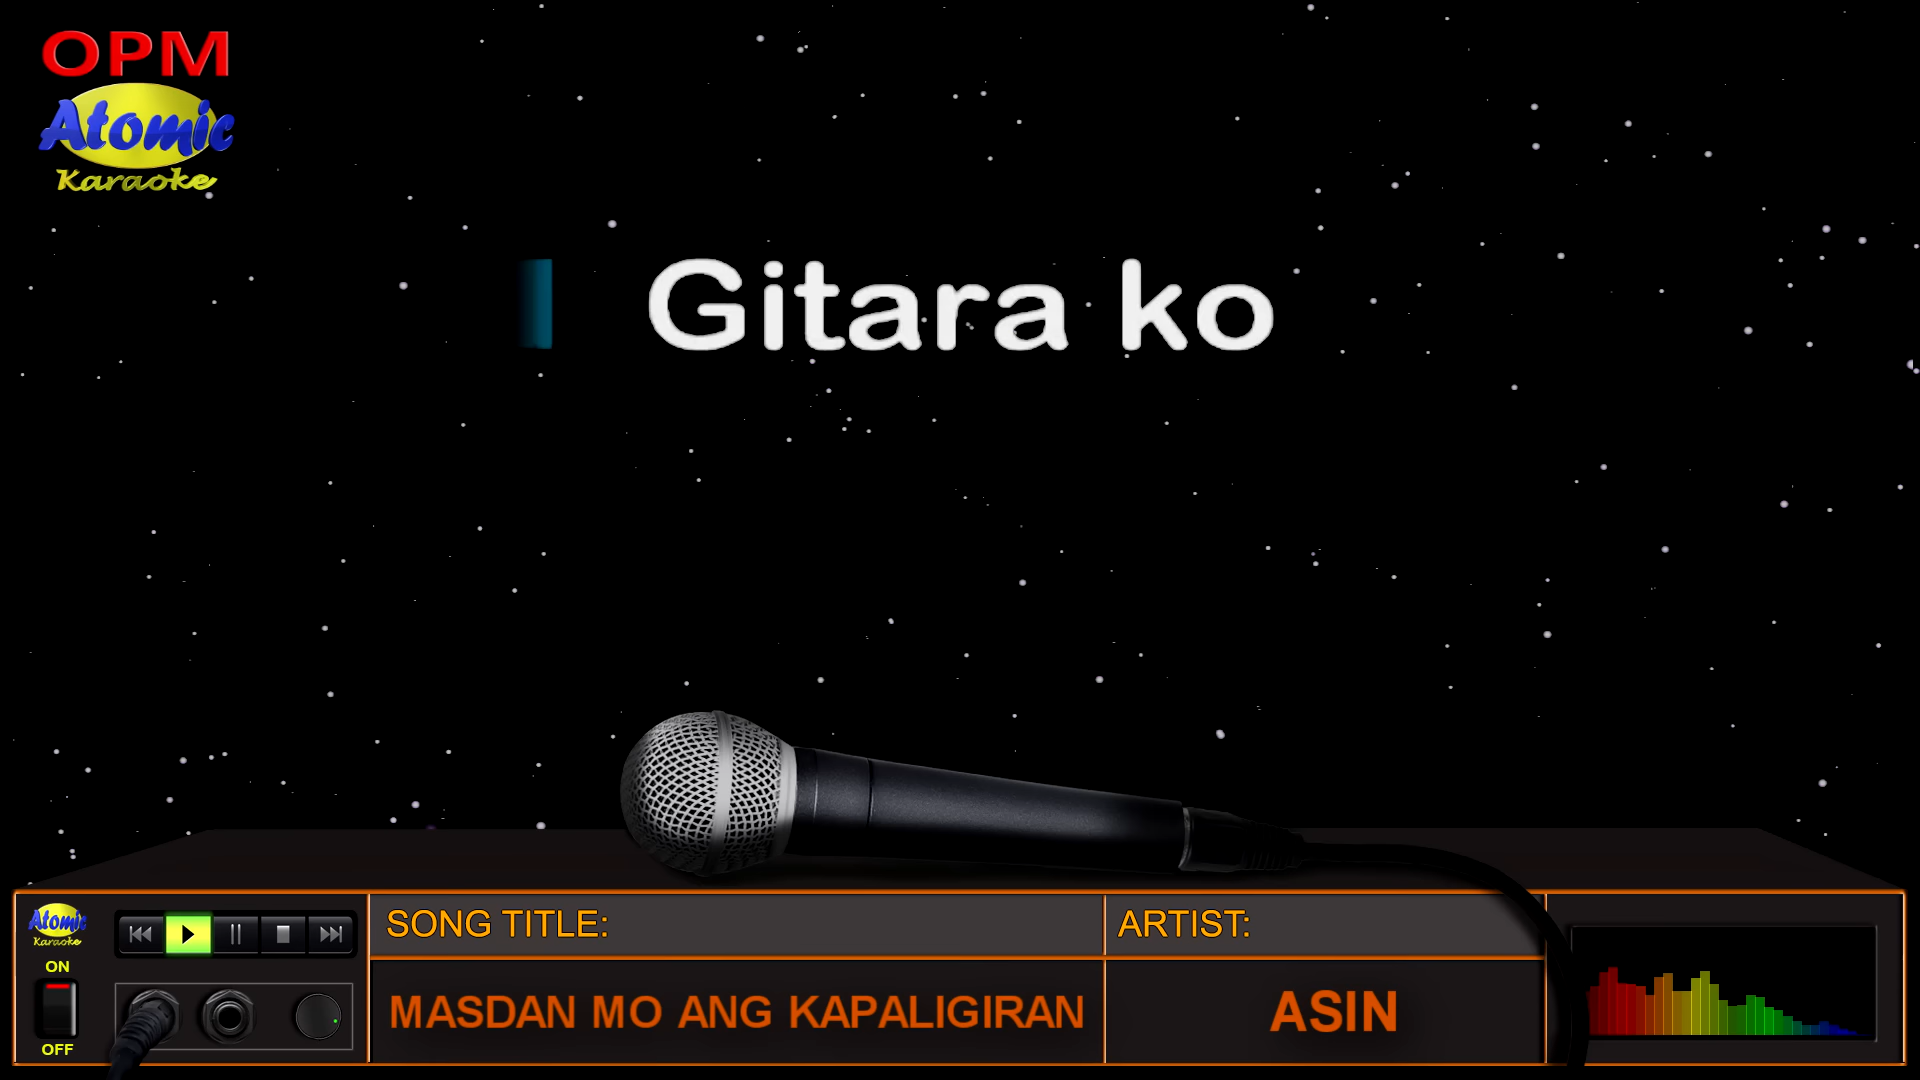 OPM
Atomic
Karaoke
Gitara ko
Atomic
Karaoke
ON
OFF
SONG TITLE:
MASDAN MO ANG KAPALIGIRAN
ARTIST:
ASIN